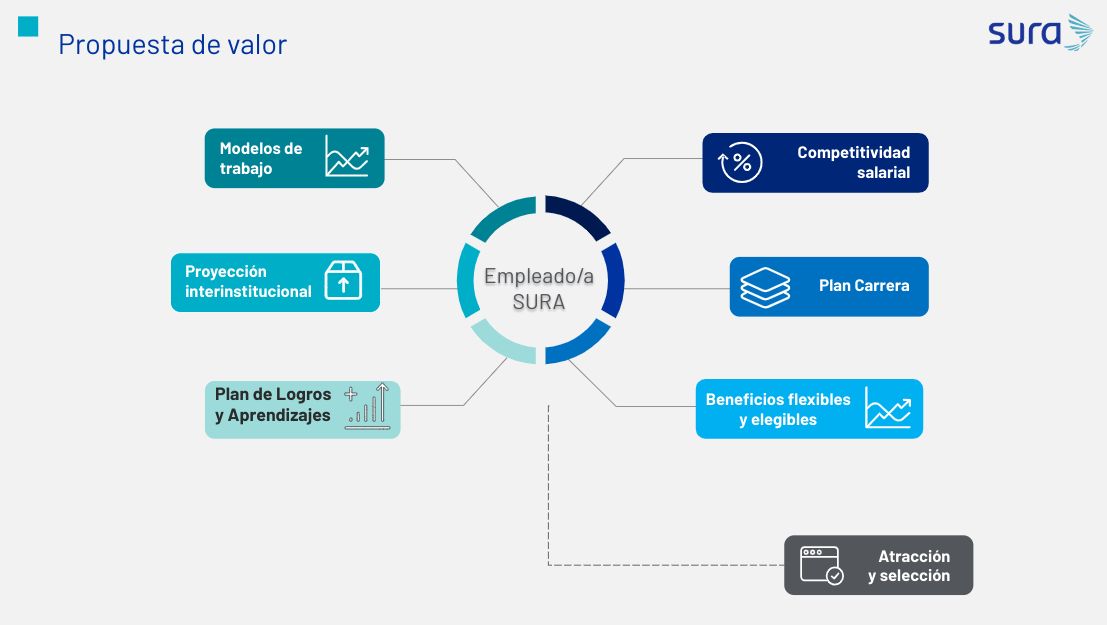 Propuesta de valor
sura
Modelos de
trabajo
Competitividad
salarial
Proyección
interinstitucional
Empleado/a
SURA
Plan Carrera
Plan de Logros
y Aprendizajes
Beneficios flexibles
y elegibles
Atracción
y selección